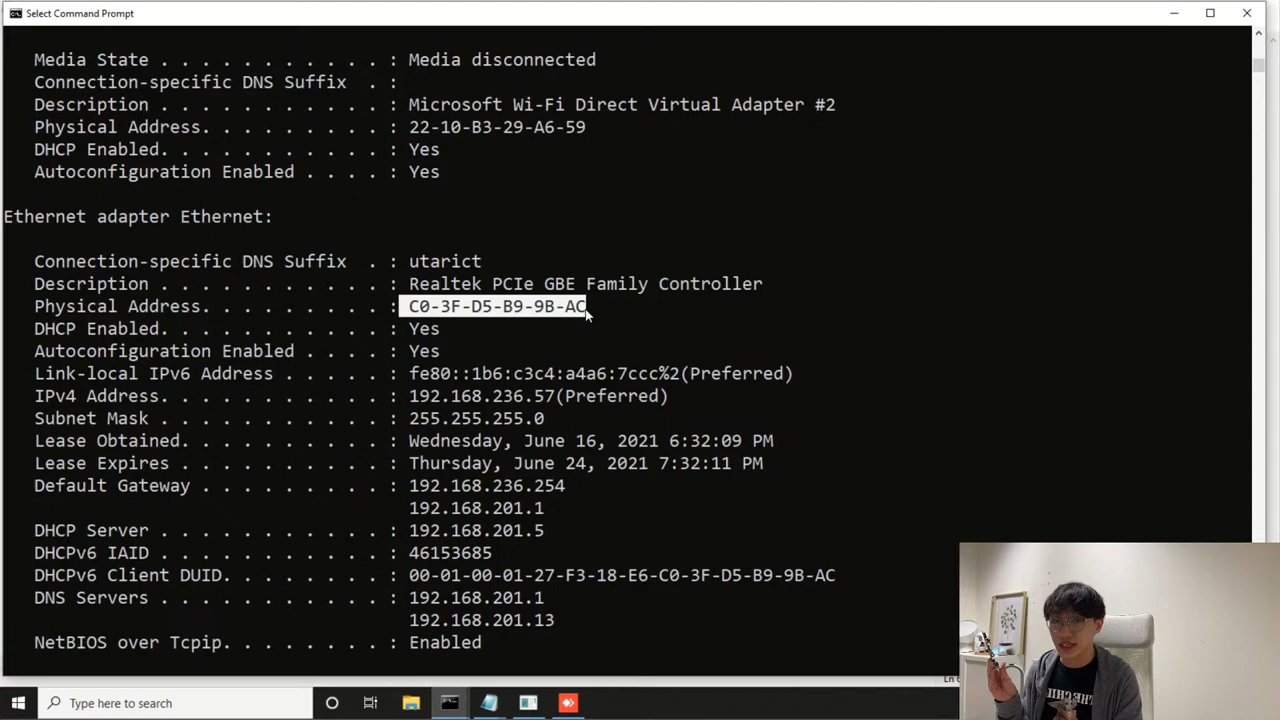 Select Command Prompt
Media State . . . . . . . . . . . : Media disconnected
Connection-specific DNS Suffix  . :
Description . . . . . . . . . . . : Microsoft Wi-Fi Direct Virtual Adapter #2
Physical Address. . . . . . . . . : 22-10-B3-29-A6-59
DHCP Enabled. . . . . . . . . . . : Yes
Autoconfiguration Enabled . . . . : Yes
Ethernet adapter Ethernet:
Connection-specific DNS Suffix  . : utarict
Description . . . . . . . . . . . : Realtek PCIe GBE Family Controller
Physical Address. . . . . . . . . : C0-3F-D5-B9-9B-AC
DHCP Enabled. . . . . . . . . . . : Yes
Autoconfiguration Enabled . . . . : Yes
Link-local IPv6 Address . . . . . : fe80::1b6:c3c4:a4a6:7ccc%2(Preferred)
IPv4 Address. . . . . . . . . . . : 192.168.236.57(Preferred)
Subnet Mask . . . . . . . . . . . : 255.255.255.0
Lease Obtained. . . . . . . . . . : Wednesday, June 16, 2021 6:32:09 PM
Lease Expires . . . . . . . . . . : Thursday, June 24, 2021 7:32:11 PM
Default Gateway . . . . . . . . . : 192.168.236.254
192.168.201.1
DHCP Server . . . . . . . . . . . : 192.168.201.5
DHCPv6 IAID . . . . . . . . . . . : 46153685
DHCPv6 Client DUID. . . . . . . . : 00-01-00-01-27-F3-18-E6-C0-3F-D5-B9-9B-AC
DNS Servers . . . . . . . . . . . : 192.168.201.1
192.168.201.13
NetBIOS over Tcpip. . . . . . . . : Enabled
Type here to search